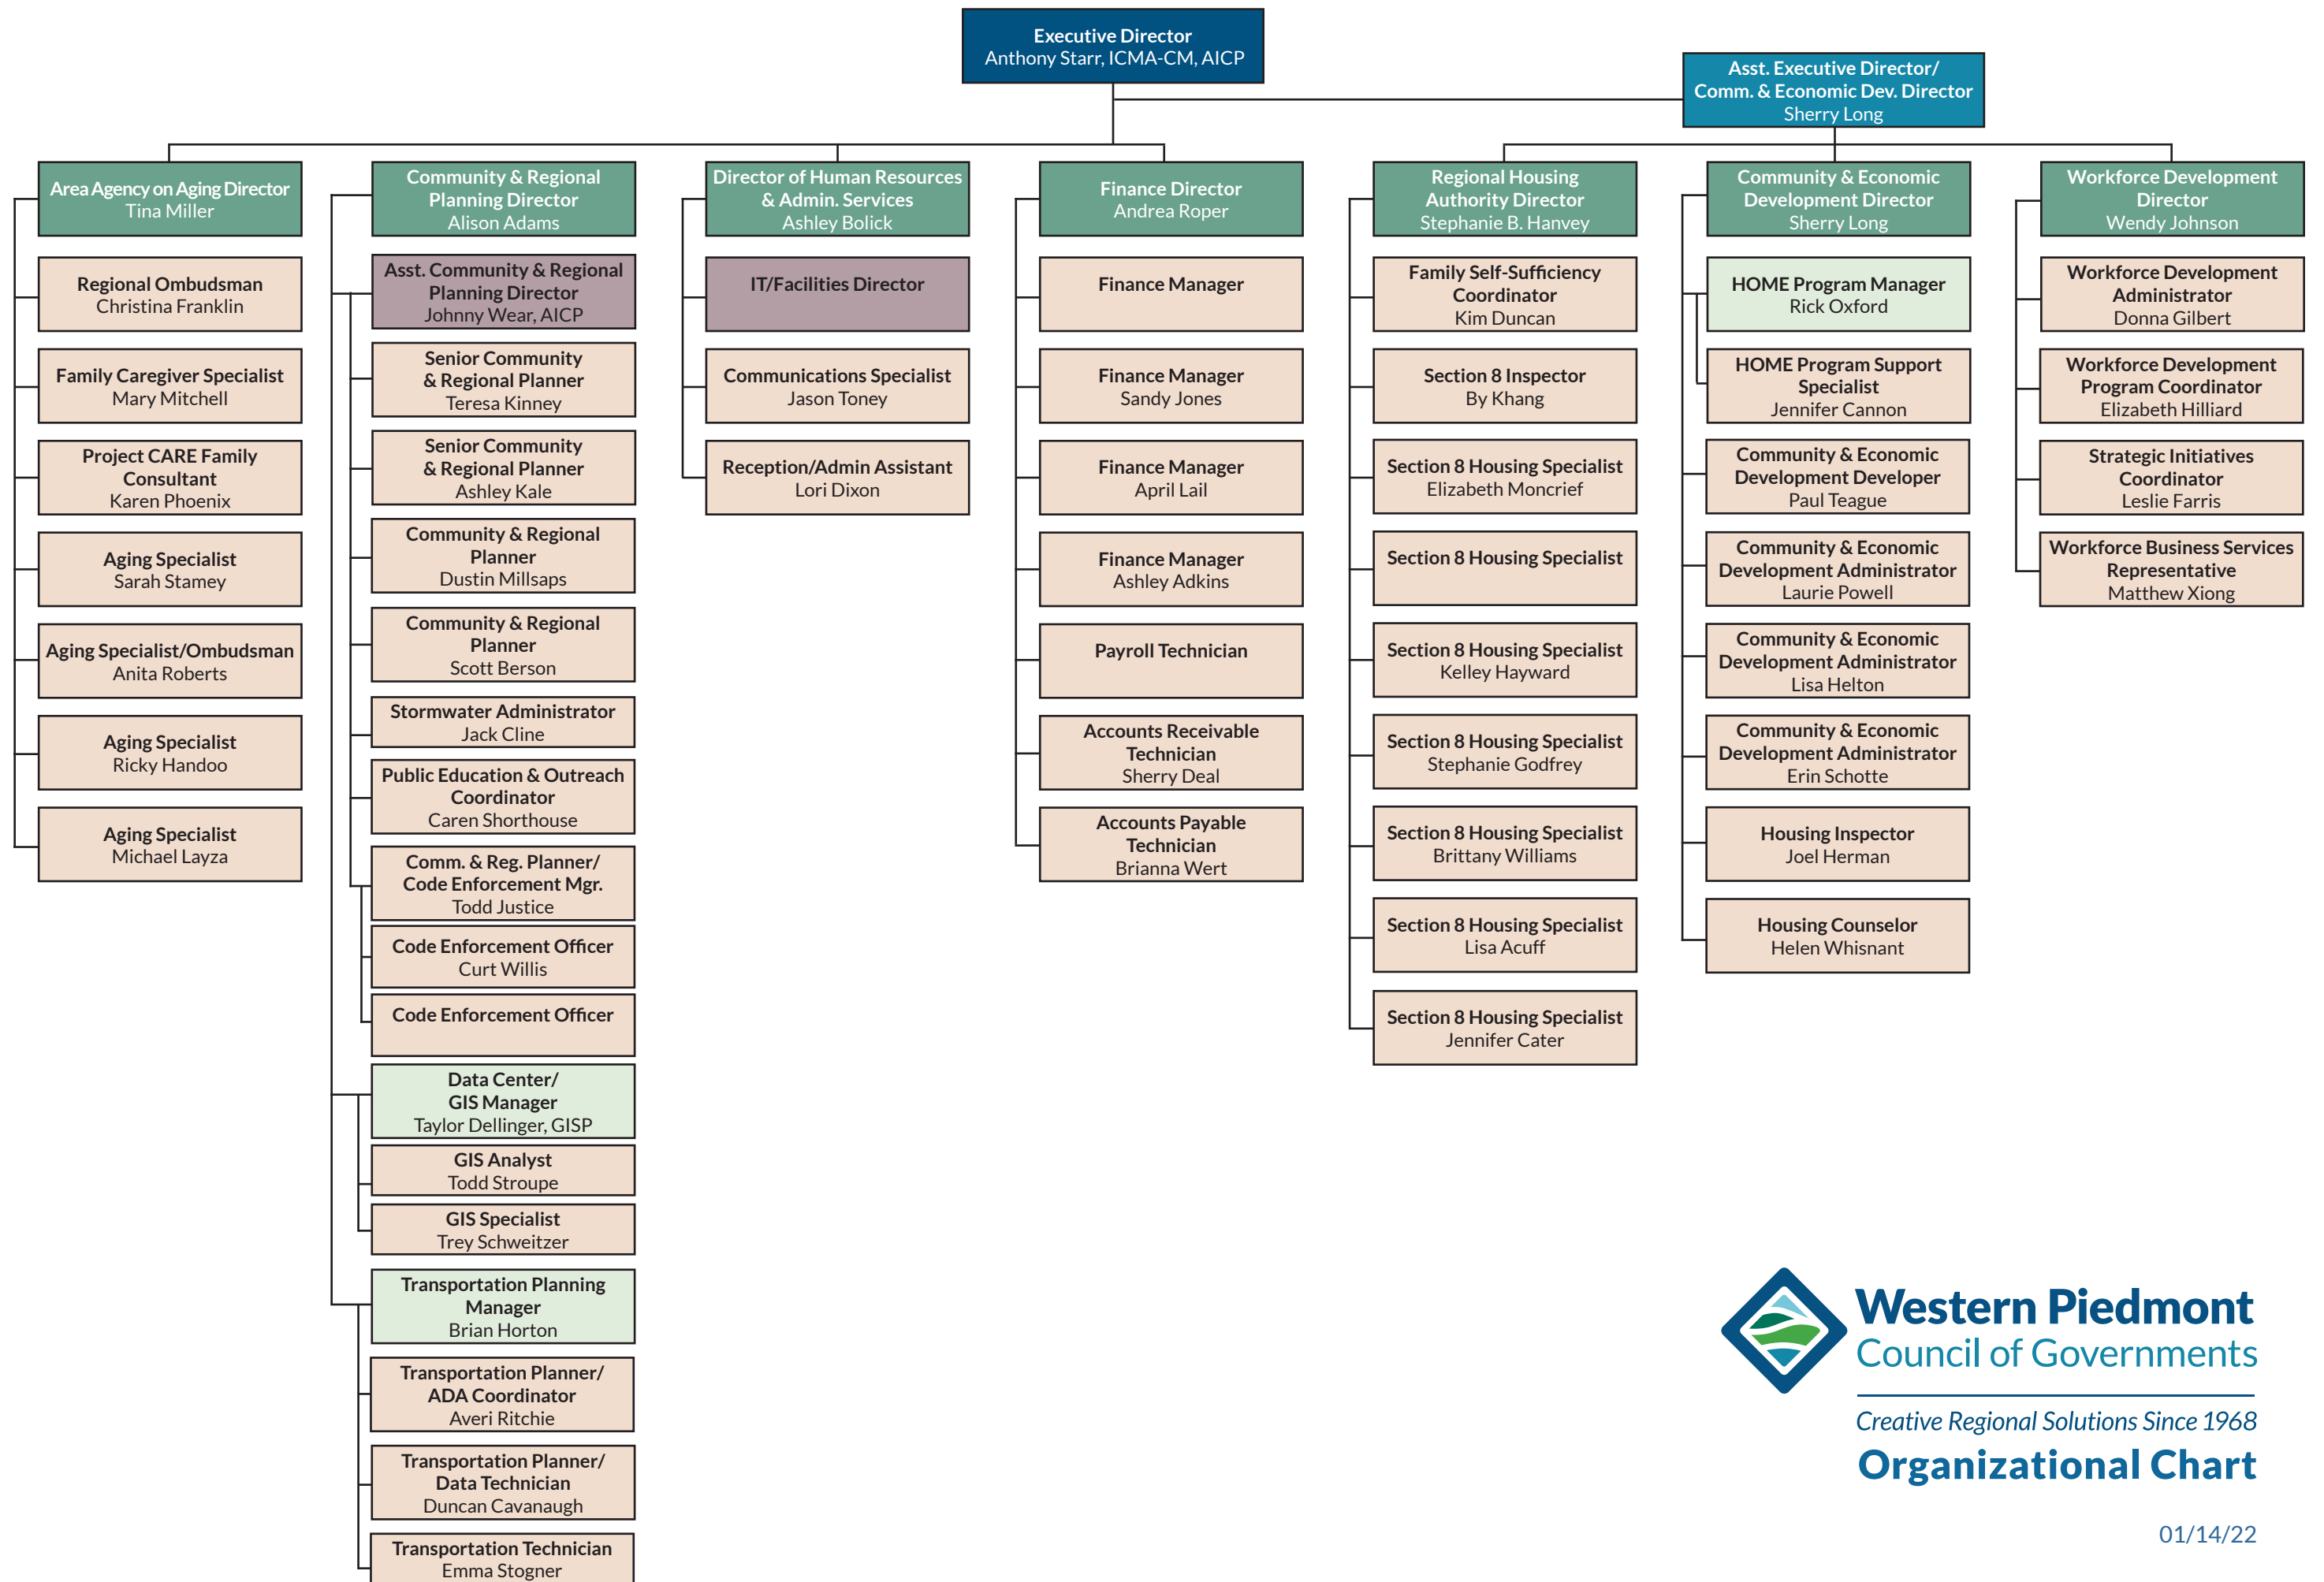 Executive Director
Anthony Starr, ICMA-CM, AICP
Asst. Executive Director/
Comm. & Economic Dev. Director
Sherry Long
Area Agency on Aging Director
Tina Miller
Regional Ombudsman
Christina Franklin
Family Caregiver Specialist
Mary Mitchell
Project CARE Family
Consultant
Karen Phoenix
Aging Specialist
Sarah Stamey
Aging Specialist/Ombudsman
Anita Roberts
Aging Specialist
Ricky Handoo
Aging Specialist
Michael Layza
Community & Regional
Planning Director
Alison Adams
Asst. Community & Regional
Planning Director
Johnny Wear, AICP
Senior Community
& Regional Planner
Teresa Kinney
Senior Community
& Regional Planner
Ashley Kale
Community & Regional
Planner
Dustin Millsaps
Community & Regional
Planner
Scott Berson
Stormwater Administrator
Jack Cline
Public Education & Outreach
Coordinator
Caren Shorthouse
Comm. & Reg. Planner/
Code Enforcement Mgr.
Todd Justice
Code Enforcement Officer
Curt Willis
Code Enforcement Officer
Data Center/
GIS Manager
Taylor Dellinger, GISP
GIS Analyst
Todd Stroupe
GIS Specialist
Trey Schweitzer
Transportation Planning
Manager
Brian Horton
Transportation Planner/
ADA Coordinator
Averi Ritchie
Transportation Planner/
Data Technician
Duncan Cavanaugh
Transportation Technician
Emma Stogner
Director of Human Resources
& Admin. Services
Ashley Bolick
IT/Facilities Director
Communications Specialist
Jason Toney
Reception/Admin Assistant
Lori Dixon
Finance Director
Andrea Roper
Finance Manager
Finance Manager
Sandy Jones
Finance Manager
April Lail
Finance Manager
Ashley Adkins
Payroll Technician
Accounts Receivable
Technician
Sherry Deal
Accounts Payable
Technician
Brianna Wert
Regional Housing
Authority Director
Stephanie B. Hanvey
Family Self-Sufficiency
Coordinator
Kim Duncan
Section 8 Inspector
By Khang
Section 8 Housing Specialist
Elizabeth Moncrief
Section 8 Housing Specialist
Section 8 Housing Specialist
Kelley Hayward
Section 8 Housing Specialist
Stephanie Godfrey
Section 8 Housing Specialist
Brittany Williams
Section 8 Housing Specialist
Lisa Acuff
Section 8 Housing Specialist
Jennifer Cater
Community & Economic
Development Director
Sherry Long
HOME Program Manager
Rick Oxford
HOME Program Support
Specialist
Jennifer Cannon
Community & Economic
Development Developer
Paul Teague
Community & Economic
Development Administrator
Laurie Powell
Community & Economic
Development Administrator
Lisa Helton
Community & Economic
Development Administrator
Erin Schotte
Housing Inspector
Joel Herman
Housing Counselor
Helen Whisnant
Workforce Development
Director
Wendy Johnson
Workforce Development
Administrator
Donna Gilbert
Workforce Development
Program Coordinator
Elizabeth Hilliard
Strategic Initiatives
Coordinator
Leslie Farris
Workforce Business Services
Representative
Matthew Xiong
Western Piedmont
Council of Governments
Creative Regional Solutions Since 1968
Organizational Chart
01/14/22